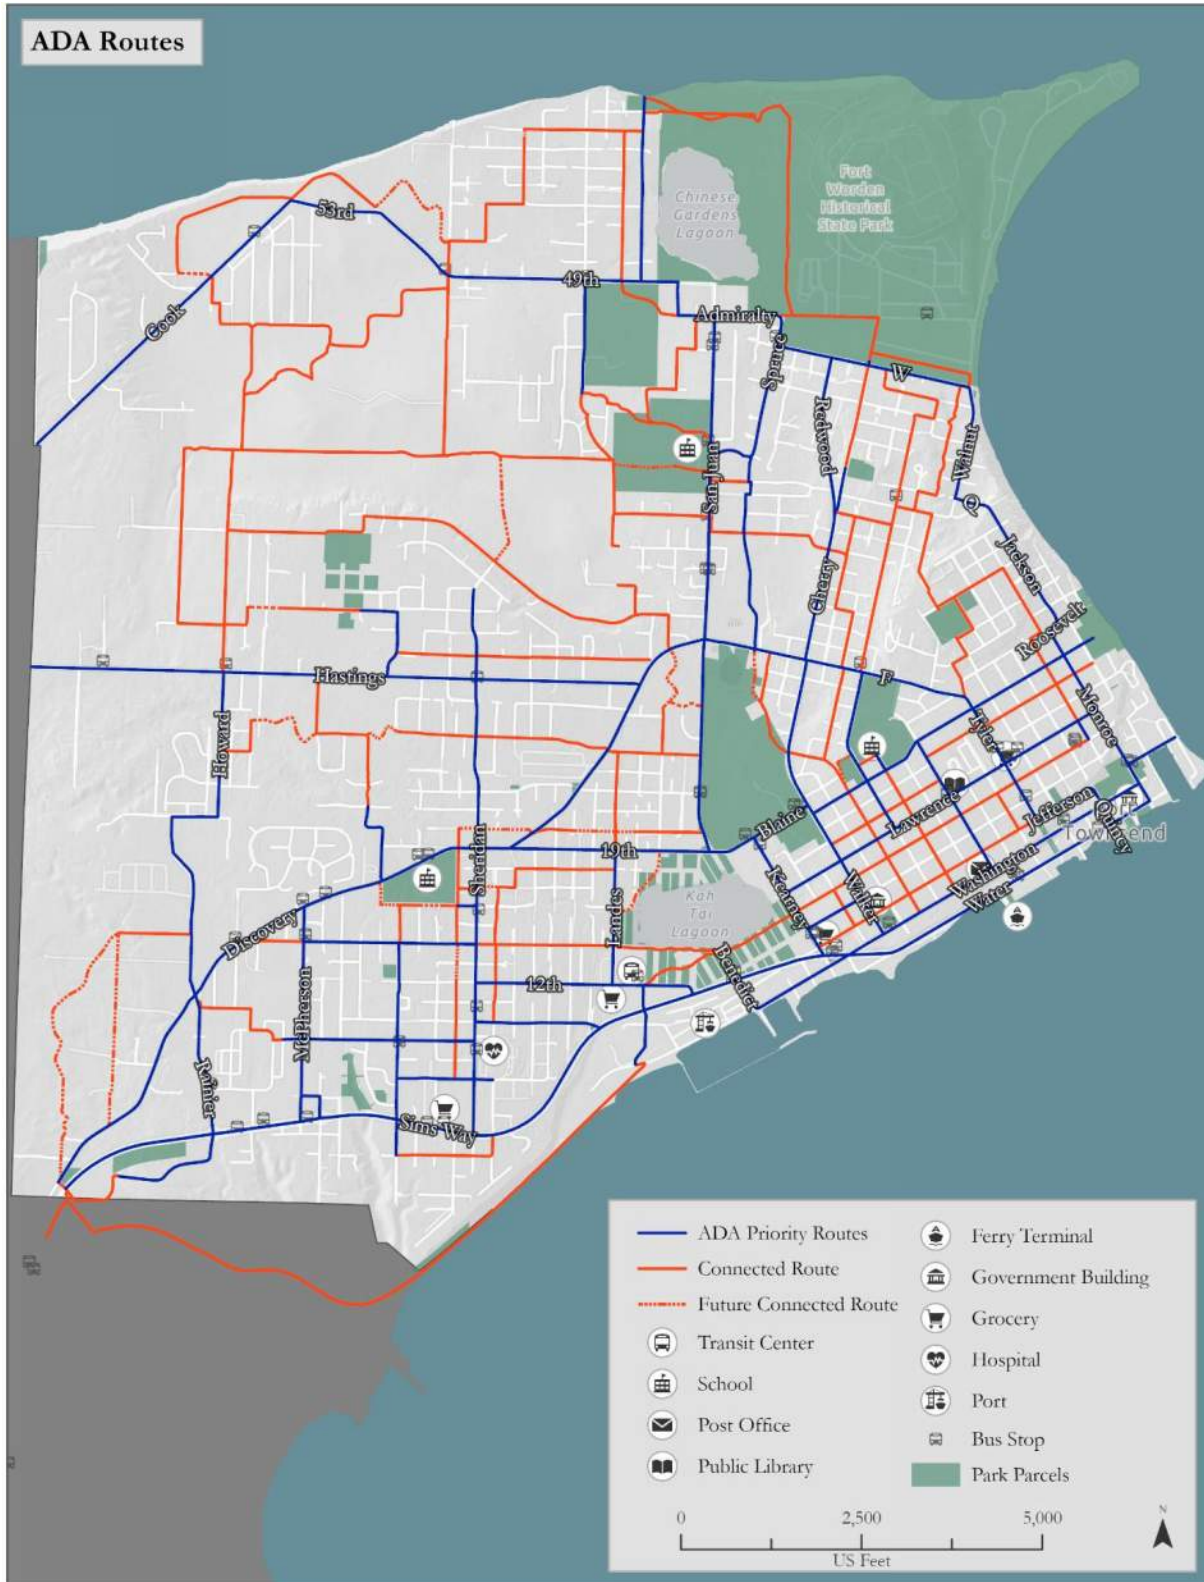 ADA Routes
Chinese
Gardens
Lagoon
Fort
Worden
Historical
State Park
53rd
49th
Cook
Admiralty
Spruce
W
Redwood
Walnut
San Juan
Q
Jackson
Cherry
Roosevelt
Hastings
F
Howard
Tyler
Monroe
Lawrence
Jefferson
Quincy
Blaine
Townsend
19th
Sheridan
Washington
Water
Kearney
Walker
Kah
Tai
Lagoon
Landes
Discovery
Benedict
12th
McPherson
Rainier
Sims Way
ADA Priority Routes
Connected Route
Future Connected Route
Transit Center
School
Post Office
Public Library
Ferry Terminal
Government Building
Grocery
Hospital
Port
Bus Stop
Park Parcels
0
2,500
5,000
US Feet
N